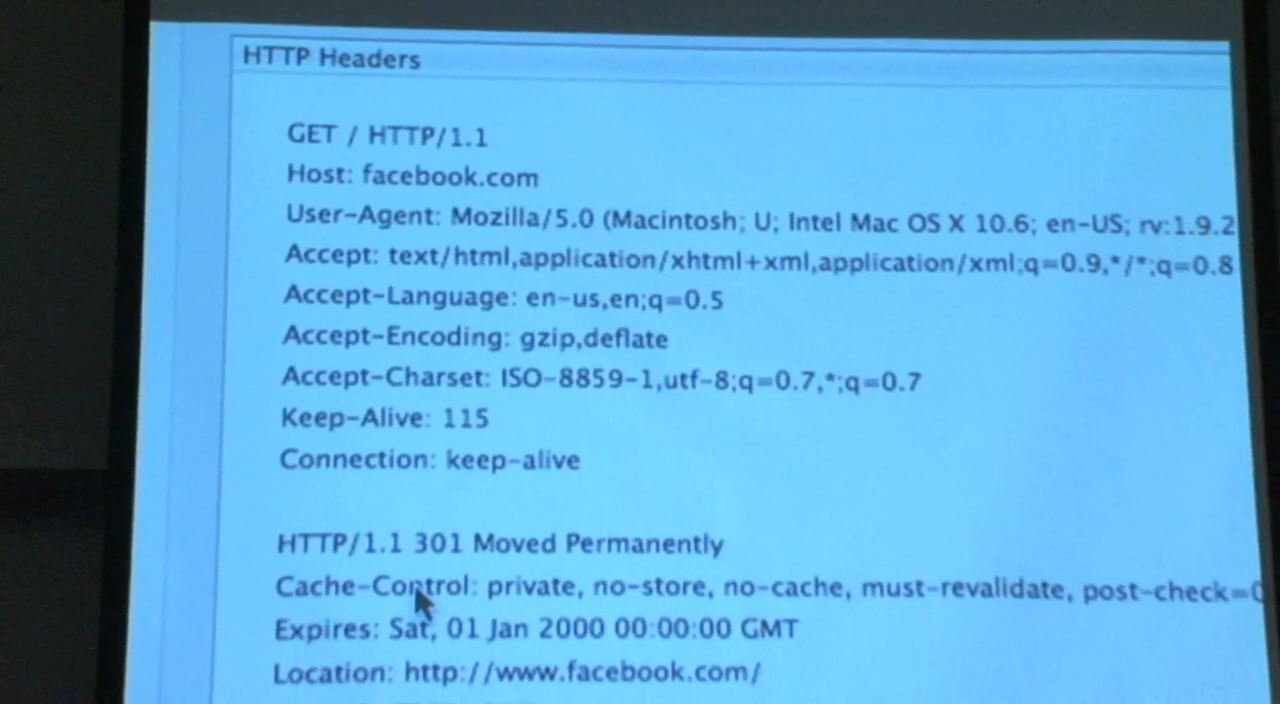 HTTP Headers
GET / HTTP/1.1
Host: facebook.com
User-Agent: Mozilla/5.0 (Macintosh; U; Intel Mac OS X 10.6; en-US; rv:1.9.2
Accept: text/html,application/xhtml+xml,application/xml;q=0.9,*/*;q=0.8
Accept-Language: en-us,en;q=0.5
Accept-Encoding: gzip,deflate
Accept-Charset: ISO-8859-1,utf-8;q=0.7,*;q=0.7
Keep-Alive: 115
Connection: keep-alive
HTTP/1.1 301 Moved Permanently
Cache-Control: private, no-store, no-cache, must-revalidate, post-check=0
Expires: Sat, 01 Jan 2000 00:00:00 GMT
Location: http://www.facebook.com/